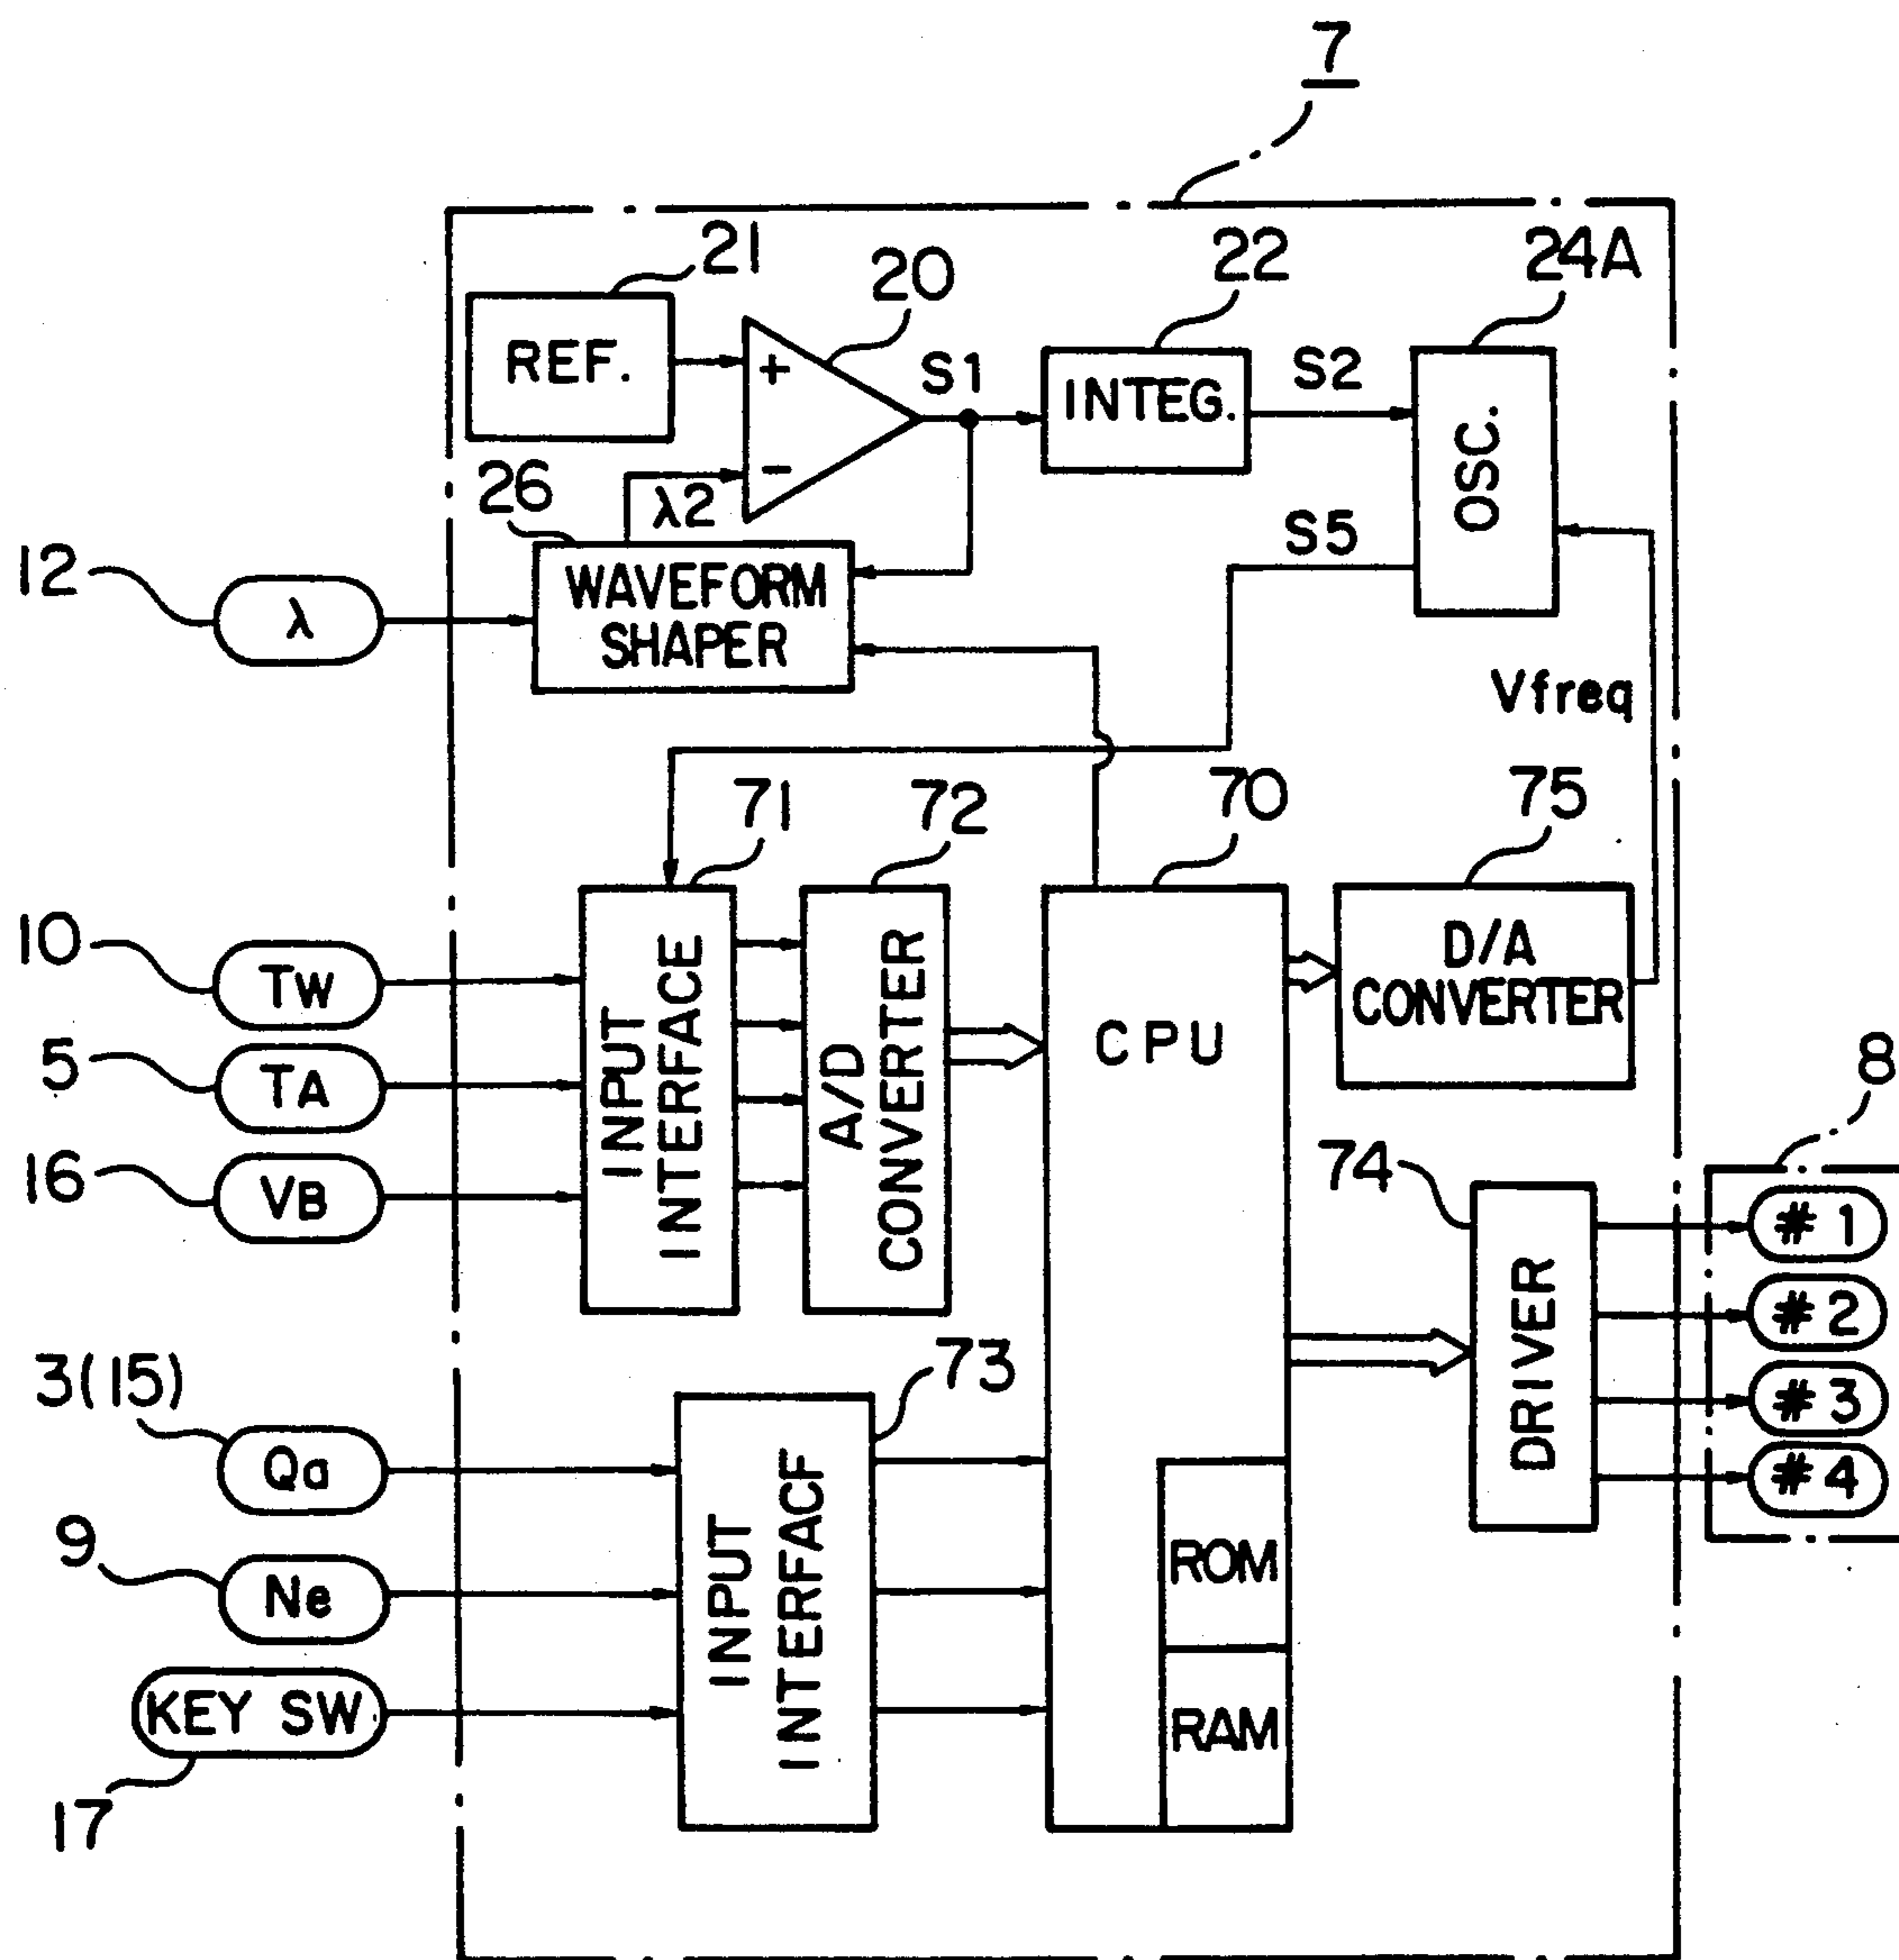 7
21
20
22
24A
REF.
+
S1
INTEG.
S2
OSC.
26
−
λ2
S5
12
λ
WAVEFORM
SHAPER
Vfreq
71
72
70
75
10
TW
5
TA
16
VB
INPUT
INTERFACE
A/D
CONVERTER
CPU
D/A
CONVERTER
8
74
DRIVER
#1
#2
#3
#4
3(15)
Qa
73
9
Ne
KEY SW
17
INPUT
INTERFACE
ROM
RAM